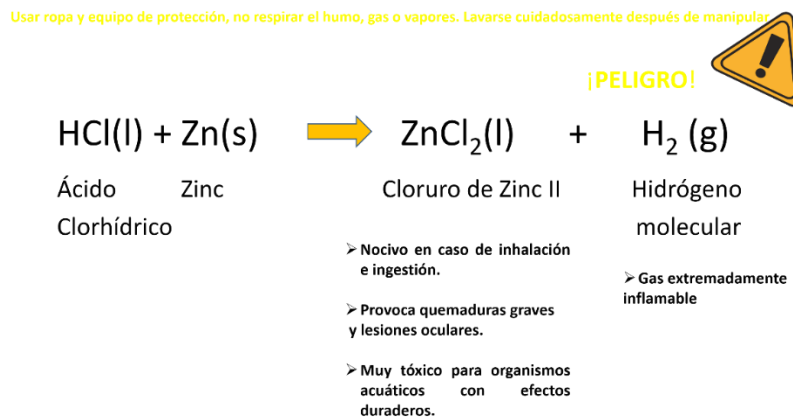 Usar ropa y equipo de protección, no respirar el humo, gas o vapores. Lavarse cuidadosamente después de manipular
¡PELIGRO!
HCl(l) + Zn(s) ZnCl₂(l) + H₂ (g)
Ácido Clorhídrico
Zinc
Cloruro de Zinc II
Hidrógeno
molecular
➢ Nocivo en caso de inhalación
e ingestión.
➢ Provoca quemaduras graves
y lesiones oculares.
➢ Muy tóxico para organismos
acuáticos con efectos
duraderos.
➢ Gas extremadamente
inflamable